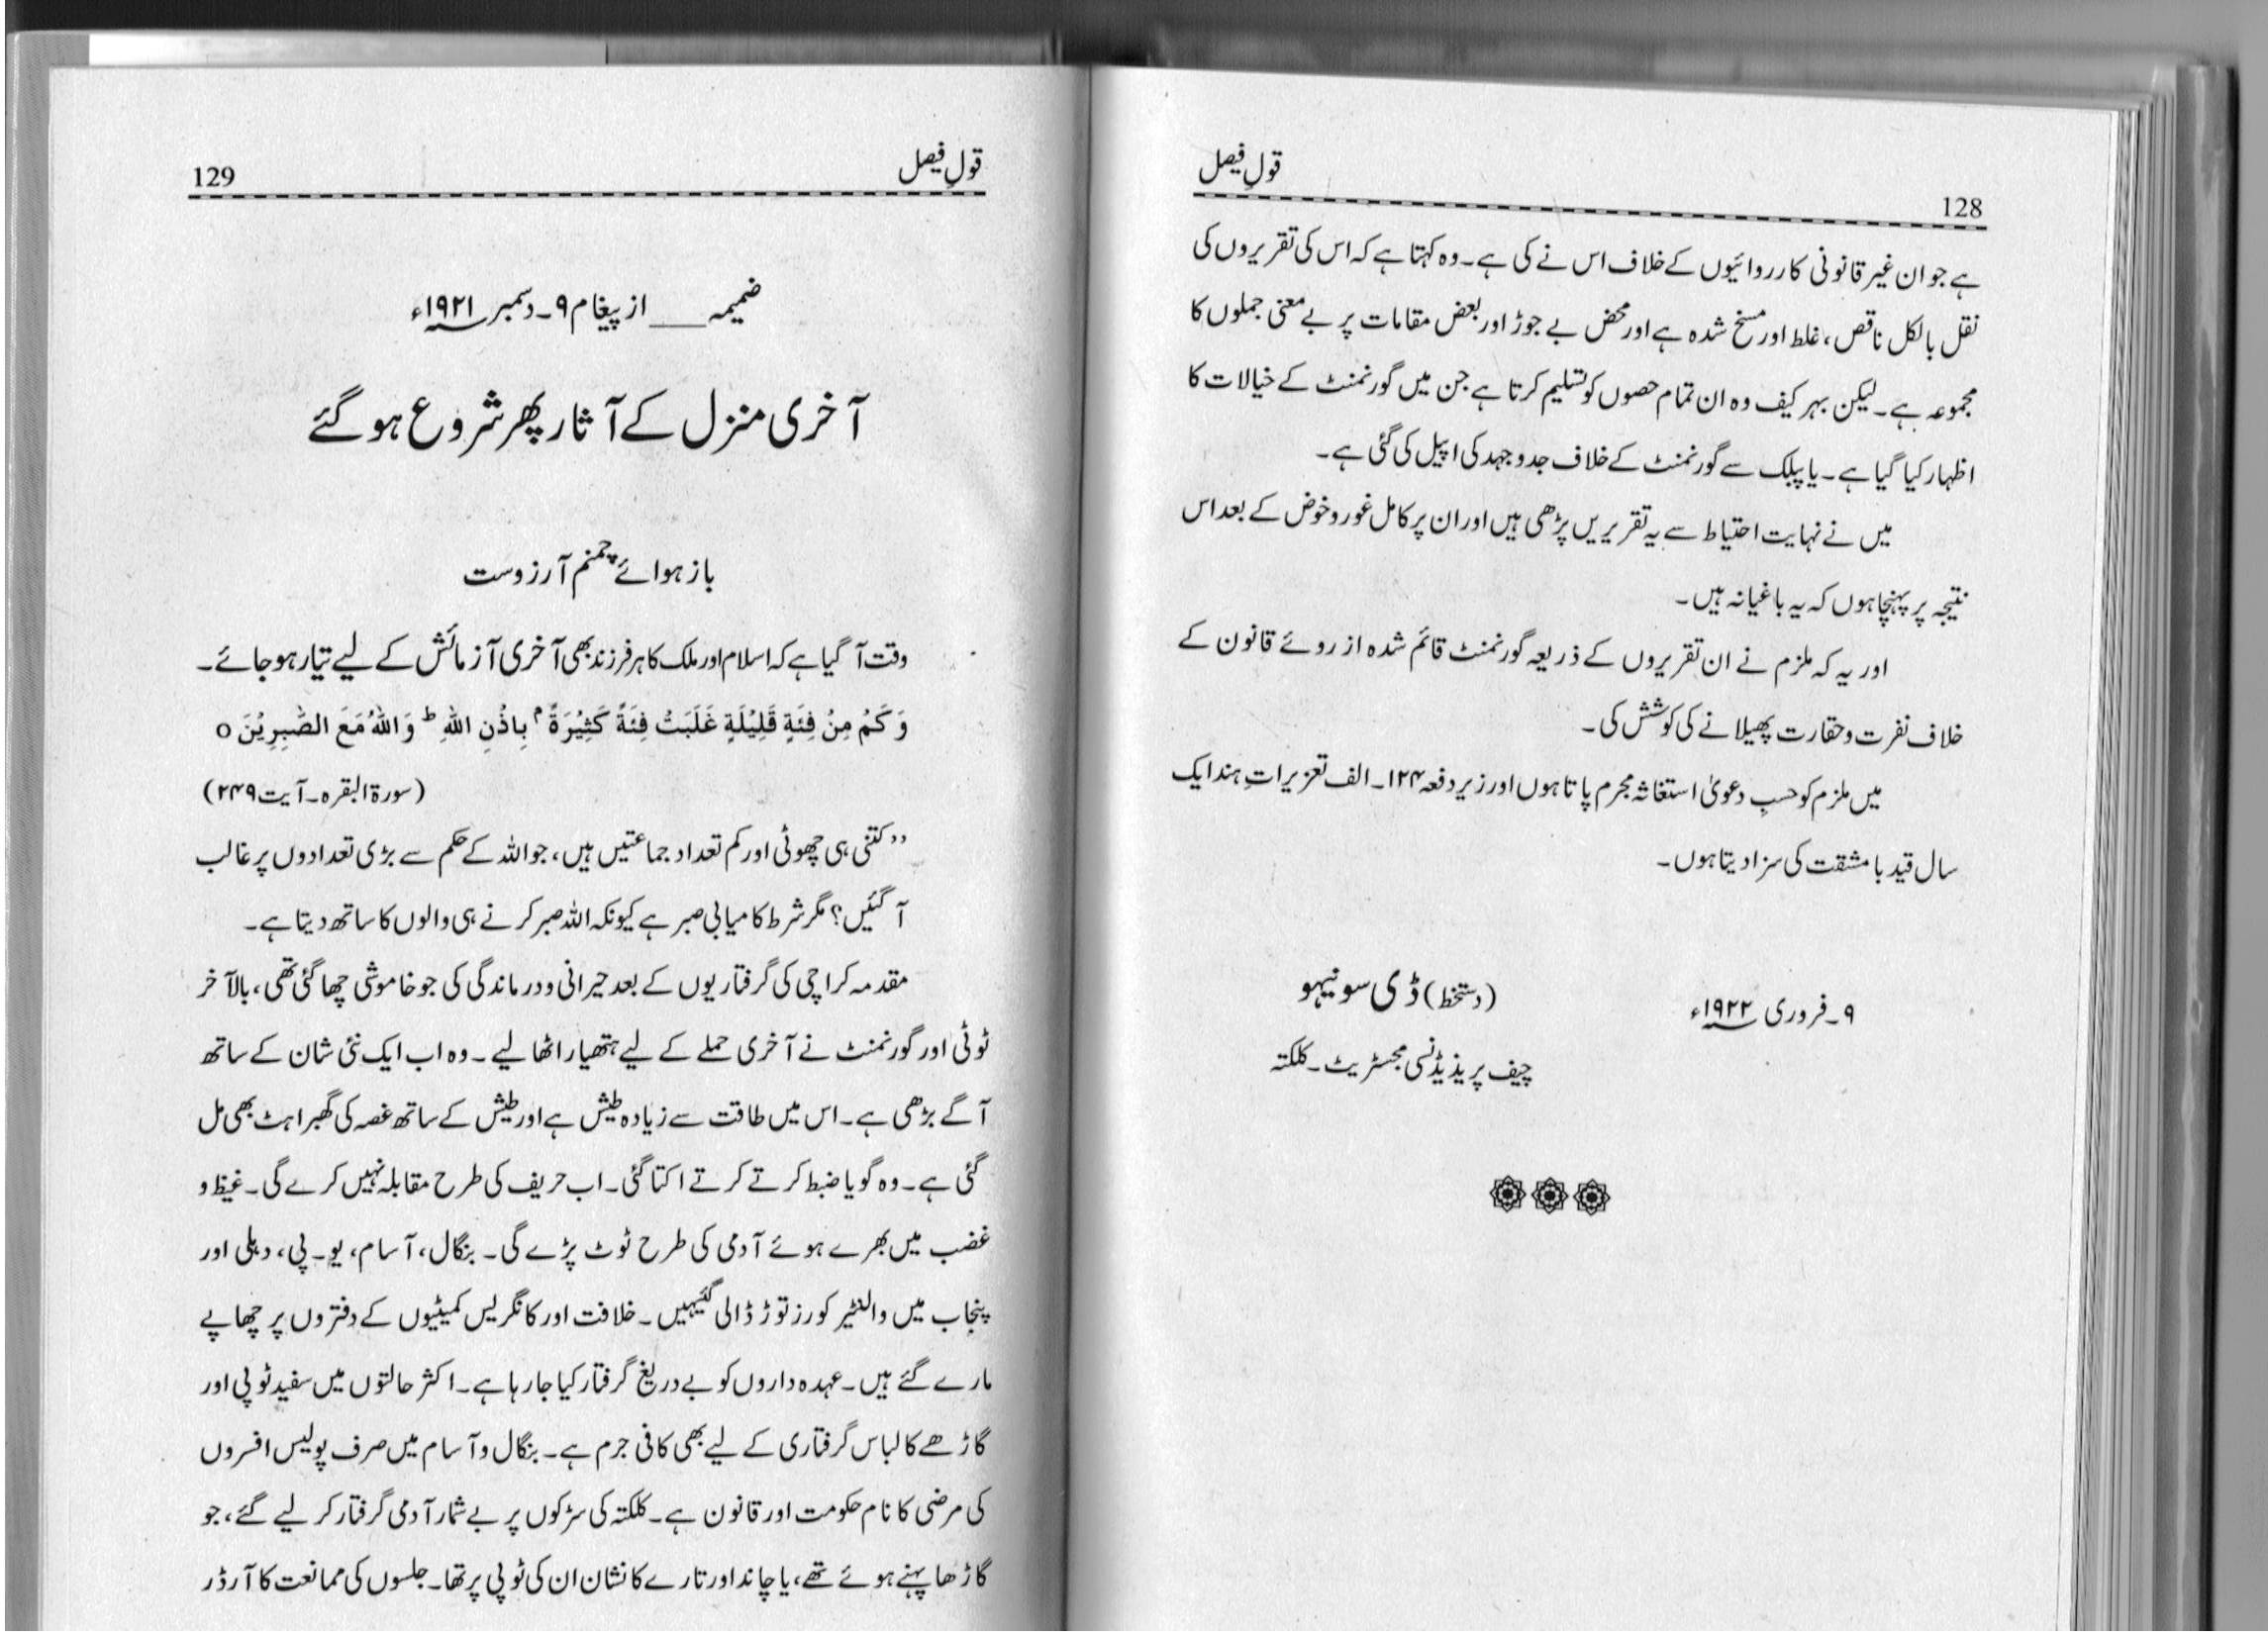 قولِ فیصل
128
ہے جو ان غیر قانونی کارروائیوں کے خلاف اس نے کی ہے۔ وہ کہتا ہے کہ اس کی تقریروں کی
نقل بالکل ناقص، غلط اور مسخ شدہ ہے اور محض بے جوڑ اور بعض مقامات پر بے معنی جملوں کا
مجموعہ ہے۔ لیکن بہر کیف وہ ان تمام حصوں کو تسلیم کرتا ہے جن میں گورنمنٹ کے خیالات کا
اظہار کیا گیا ہے۔ یا پبلک سے گورنمنٹ کے خلاف جدوجہد کی اپیل کی گئی ہے۔
میں نے نہایت احتیاط سے یہ تقریریں پڑھی ہیں اور ان پر کامل غور و خوض کے بعد اس
نتیجہ پر پہنچا ہوں کہ یہ باغیانہ ہیں۔
اور یہ کہ ملزم نے ان تقریروں کے ذریعہ گورنمنٹ قائم شدہ از روئے قانون کے
خلاف نفرت و حقارت پھیلانے کی کوشش کی۔
میں ملزم کو حسبِ دعویٰ استغاثہ مجرم پاتا ہوں اور زیر دفعہ ۱۲۴۔ الف تعزیراتِ ہند ایک
سال قید با مشقت کی سزا دیتا ہوں۔
۹۔ فروری ۱۹۲۲ء
(دستخط) ڈی سونیہو
چیف پریذیڈنسی مجسٹریٹ۔ کلکتہ
قولِ فیصل
129
ضمیمہ ____ از پیغام ۹۔ دسمبر ۱۹۲۱ء
آخری منزل کے آثار پھر شروع ہو گئے
باز ہوائے چمنم آرزوست
وقت آ گیا ہے کہ اسلام اور ملک کا ہر فرزند بھی آخری آزمائش کے لیے تیار ہو جائے۔
وَ كَمْ مِنْ فِئَةٍ قَلِيْلَةٍ غَلَبَتْ فِئَةً كَثِيْرَةً ۢ بِاِذْنِ اللّٰهِ ؕ وَاللّٰهُ مَعَ الصّٰبِرِيْنَ o
(سورۃ البقرہ۔ آیت ۲۴۹)
”کتنی ہی چھوٹی اور کم تعداد جماعتیں ہیں، جو اللہ کے حکم سے بڑی تعدادوں پر غالب
آ گئیں؟ مگر شرط کامیابی صبر ہے کیونکہ اللہ صبر کرنے ہی والوں کا ساتھ دیتا ہے۔
مقدمہ کراچی کی گرفتاریوں کے بعد حیرانی و درماندگی کی جو خاموشی چھا گئی تھی، بالآخر
ٹوٹی اور گورنمنٹ نے آخری حملے کے لیے ہتھیار اٹھا لیے۔ وہ اب ایک نئی شان کے ساتھ
آگے بڑھی ہے۔ اس میں طاقت سے زیادہ طیش ہے اور طیش کے ساتھ غصہ کی گھبراہٹ بھی مل
گئی ہے۔ وہ گویا ضبط کرتے کرتے اکتا گئی۔ اب حریف کی طرح مقابلہ نہیں کرے گی۔ غیظ و
غضب میں بھرے ہوئے آدمی کی طرح ٹوٹ پڑے گی۔ بنگال، آسام، یو۔ پی، دہلی اور
پنجاب میں والنٹیر کورز توڑ ڈالی گئیہیں۔ خلافت اور کانگریس کمیٹیوں کے دفتروں پر چھاپے
مارے گئے ہیں۔ عہدہ داروں کو بے دریغ گرفتار کیا جا رہا ہے۔ اکثر حالتوں میں سفید ٹوپی اور
گاڑھے کا لباس گرفتاری کے لیے بھی کافی جرم ہے۔ بنگال و آسام میں صرف پولیس افسروں
کی مرضی کا نام حکومت اور قانون ہے۔ کلکتہ کی سڑکوں پر بے شمار آدمی گرفتار کر لیے گئے، جو
گاڑھا پہنے ہوئے تھے، یا چاند اور تارے کا نشان ان کی ٹوپی پر تھا۔ جلسوں کی ممانعت کا آرڈر